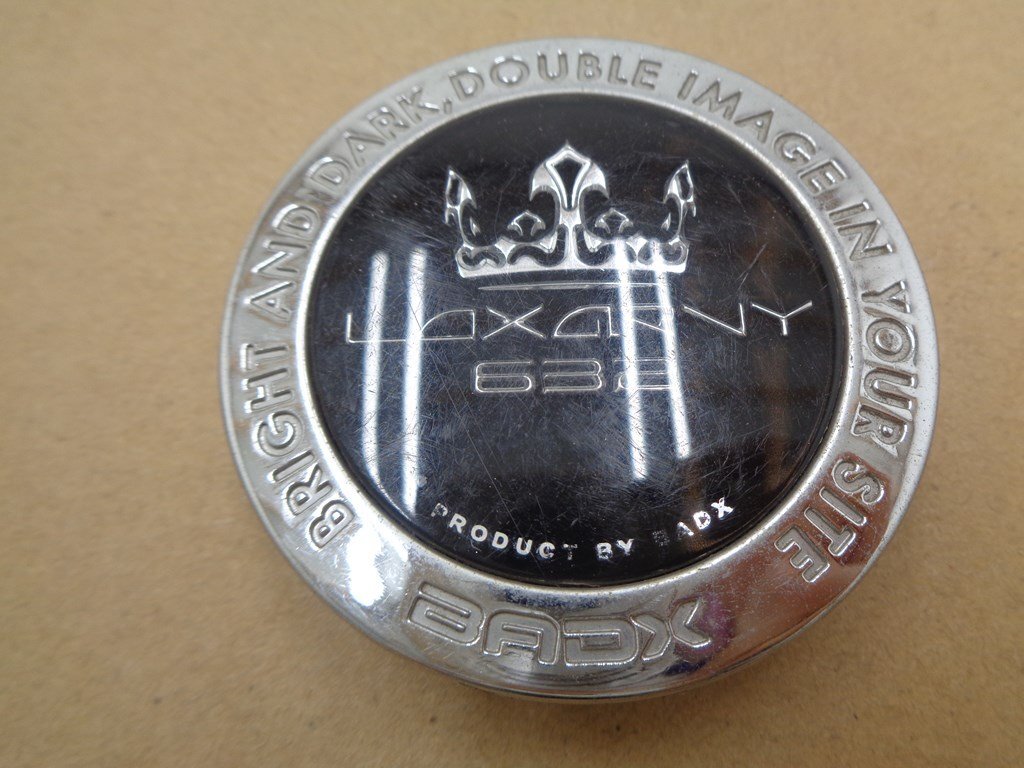 BRIGHT AND DARK, DOUBLE IMAGE IN YOUR SITE
LOXARNY
632
PRODUCT BY BADX
BADX